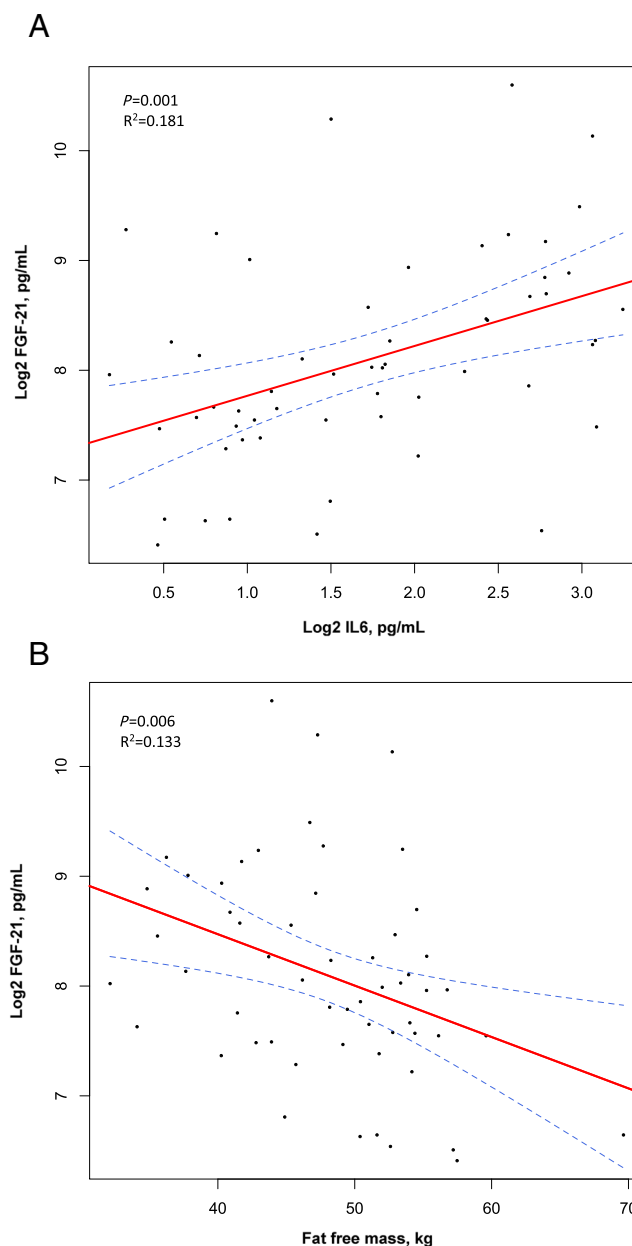 A
P=0.001
R²=0.181
10
9
8
7
Log2 FGF-21, pg/mL
0.5 1.0 1.5 2.0 2.5 3.0
Log2 IL6, pg/mL
B
P=0.006
R²=0.133
10
9
8
7
Log2 FGF-21, pg/mL
40 50 60 70
Fat free mass, kg